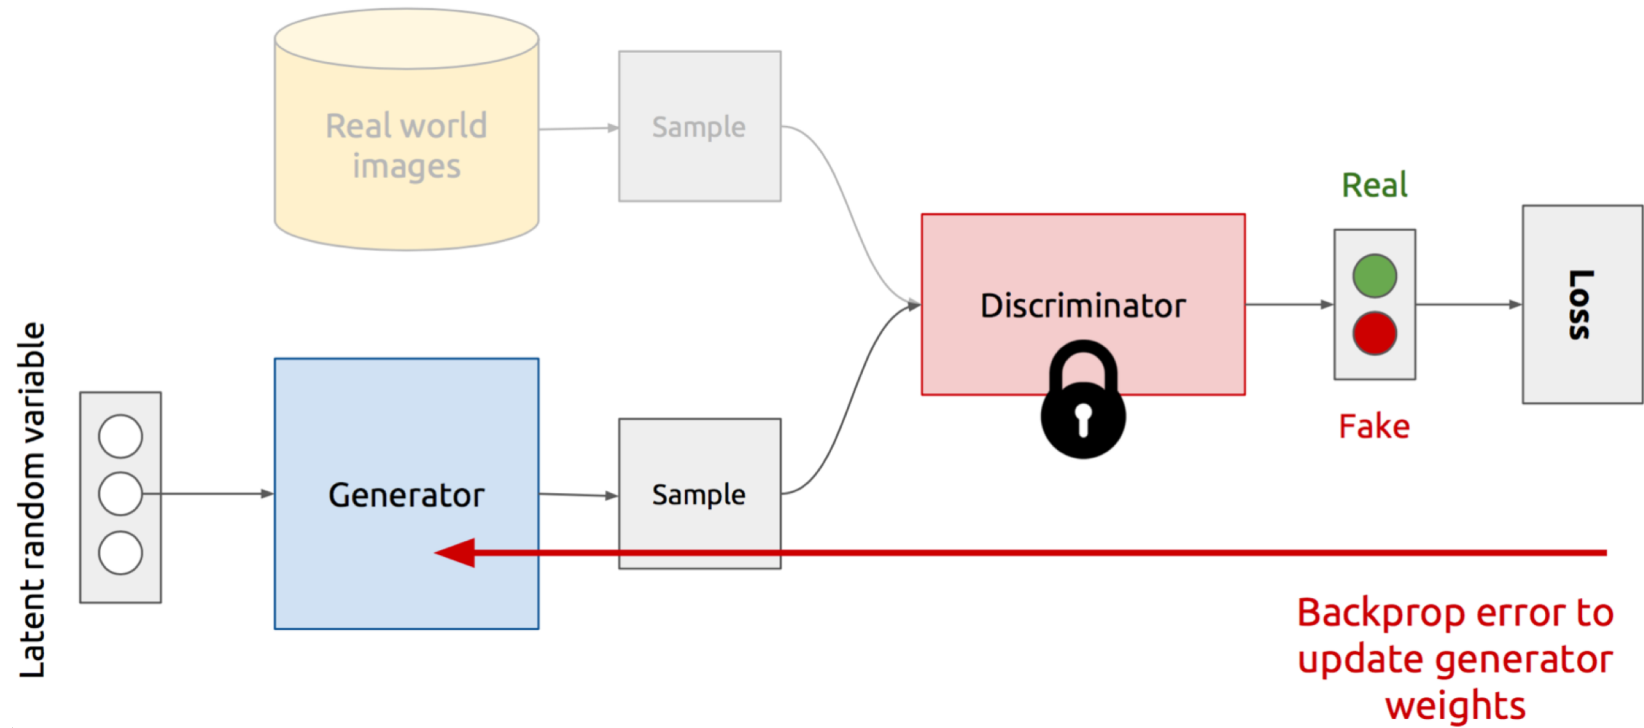 Real world
images
Sample
Real
Discriminator
Loss
Fake
Latent random variable
Generator
Sample
Backprop error to
update generator
weights